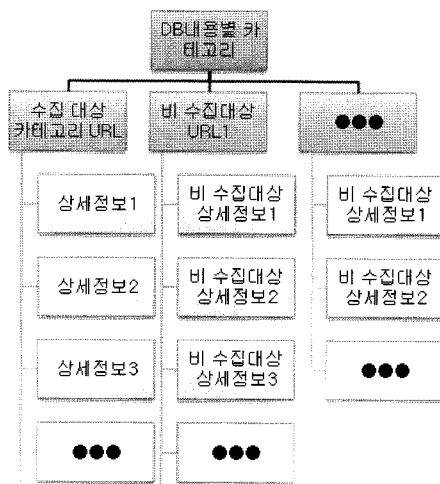 DB내용별 카
테고리
수집 대상
카테고리 URL
비 수집대상
URL1
●●●
상세정보1
상세정보2
상세정보3
●●●
비 수집대상
상세정보1
비 수집대상
상세정보2
비 수집대상
상세정보3
●●●
비 수집대상
상세정보1
비 수집대상
상세정보2
●●●